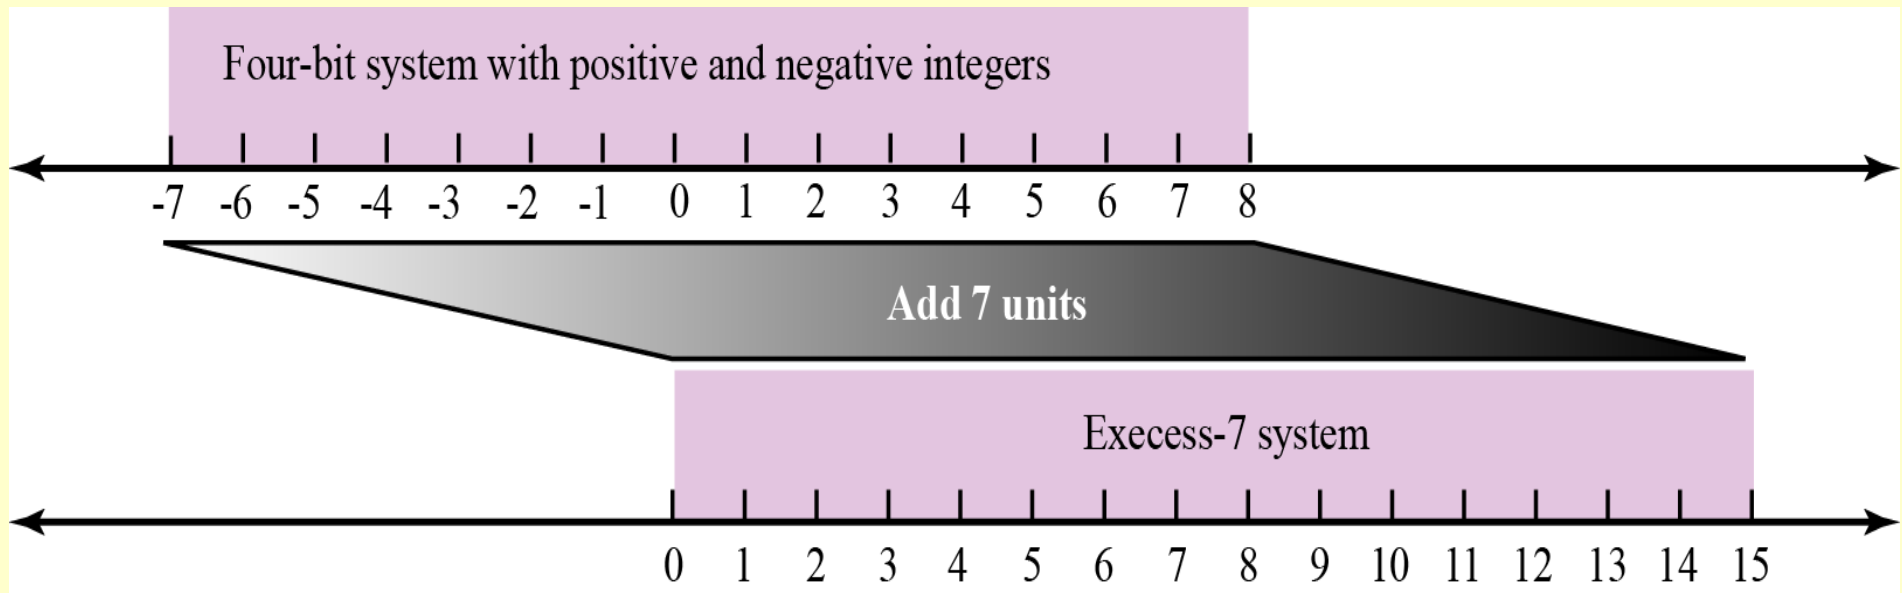 Four-bit system with positive and negative integers
-7 -6 -5 -4 -3 -2 -1 0 1 2 3 4 5 6 7 8
Add 7 units
Execess-7 system
0 1 2 3 4 5 6 7 8 9 10 11 12 13 14 15